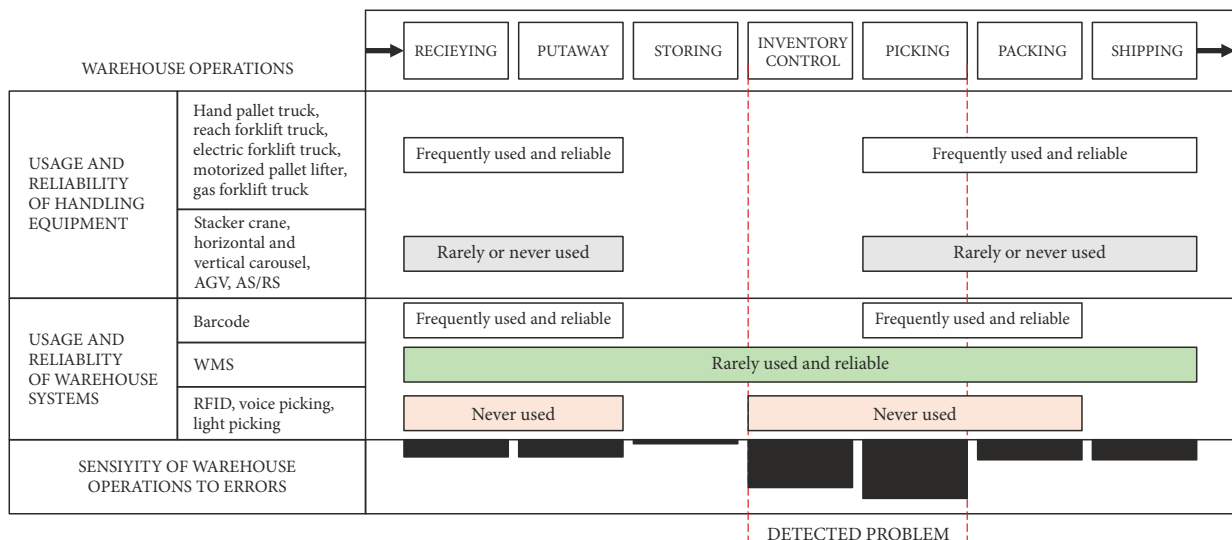 WAREHOUSE OPERATIONS
RECIEYING
PUTAWAY
STORING
INVENTORY
CONTROL
PICKING
PACKING
SHIPPING
USAGE AND
RELIABILITY
OF HANDLING
EQUIPMENT
Hand pallet truck,
reach forklift truck,
electric forklift truck,
motorized pallet lifter,
gas forklift truck
Frequently used and reliable
Frequently used and reliable
Stacker crane,
horizontal and
vertical carousel,
AGV, AS/RS
Rarely or never used
Rarely or never used
USAGE AND
RELIABLITY
OF WAREHOUSE
SYSTEMS
Barcode
Frequently used and reliable
Frequently used and reliable
WMS
Rarely used and reliable
RFID, voice picking,
light picking
Never used
Never used
SENSIYITY OF WAREHOUSE
OPERATIONS TO ERRORS
DETECTED PROBLEM